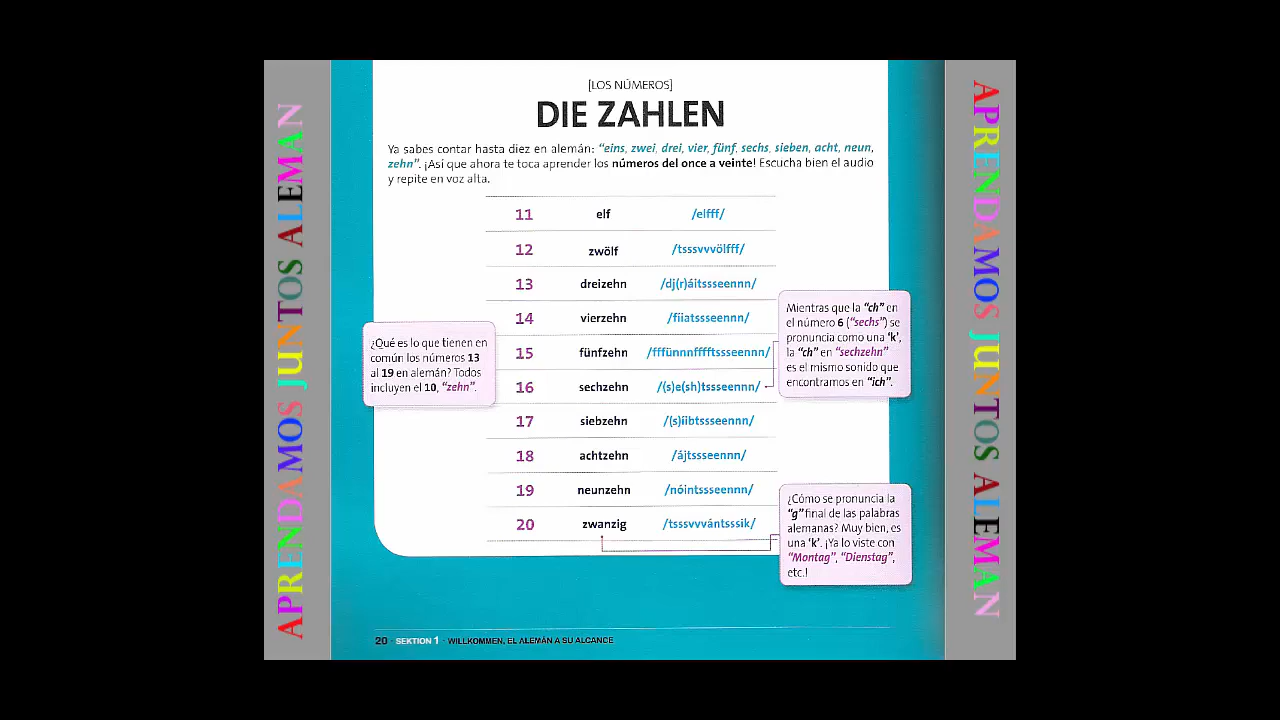 APRENDAMOS JUNTOS ALEMAN
[LOS NÚMEROS]
DIE ZAHLEN
Ya sabes contar hasta diez en alemán: "eins, zwei, drei, vier, fünf, sechs, sieben, acht, neun,
zehn". ¡Así que ahora te toca aprender los números del once a veinte! Escucha bien el audio
y repite en voz alta.
11 elf /elfff/
12 zwölf /tsssvvvölfff/
13 dreizehn /dj(r)áitssseennn/
14 vierzehn /fíiatssseennn/
15 fünfzehn /fffünnnfffftssseennn/
16 sechzehn /(s)e(sh)tssseennn/
17 siebzehn /(s)íibtssseennn/
18 achtzehn /ájtssseennn/
19 neunzehn /nóintssseennn/
20 zwanzig /tsssvvvántsssik/
¿Qué es lo que tienen en
común los números 13
al 19 en alemán? Todos
incluyen el 10, "zehn".
Mientras que la "ch" en
el número 6 ("sechs") se
pronuncia como una 'k',
la "ch" en "sechzehn"
es el mismo sonido que
encontramos en "ich".
¿Cómo se pronuncia la
"g" final de las palabras
alemanas? Muy bien, es
una 'k'. ¡Ya lo viste con
"Montag", "Dienstag",
etc.!
20 · SEKTION 1 · WILLKOMMEN, EL ALEMÁN A SU ALCANCE
APRENDAMOS JUNTOS ALEMAN